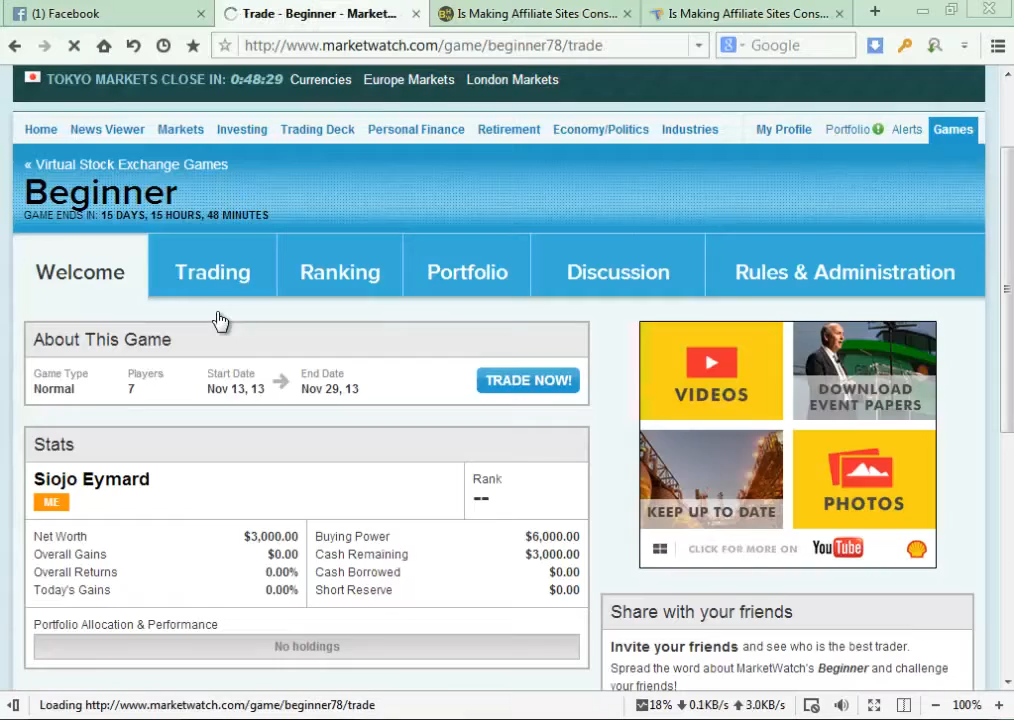 (1) Facebook
Trade - Beginner - Market...
Is Making Affiliate Sites Cons...
Is Making Affiliate Sites Cons...
http://www.marketwatch.com/game/beginner78/trade
Google
TOKYO MARKETS CLOSE IN: 0:48:29 Currencies Europe Markets London Markets
Home News Viewer Markets Investing Trading Deck Personal Finance Retirement Economy/Politics Industries My Profile Portfolio Alerts Games
« Virtual Stock Exchange Games
Beginner
GAME ENDS IN: 15 DAYS, 15 HOURS, 48 MINUTES
Welcome Trading Ranking Portfolio Discussion Rules & Administration
About This Game
Game Type Players Start Date End Date
Normal 7 Nov 13, 13 Nov 29, 13
TRADE NOW!
Stats
Siojo Eymard
ME
Rank
--
Net Worth $3,000.00
Overall Gains $0.00
Overall Returns 0.00%
Today's Gains 0.00%
Buying Power $6,000.00
Cash Remaining $3,000.00
Cash Borrowed $0.00
Short Reserve $0.00
Portfolio Allocation & Performance
No holdings
VIDEOS
DOWNLOAD
EVENT PAPERS
KEEP UP TO DATE
PHOTOS
CLICK FOR MORE ON YouTube
Share with your friends
Invite your friends and see who is the best trader.
Spread the word about MarketWatch's Beginner and challenge
your friends!
Loading http://www.marketwatch.com/game/beginner78/trade
18% 0.1KB/s 3.0KB/s
100%